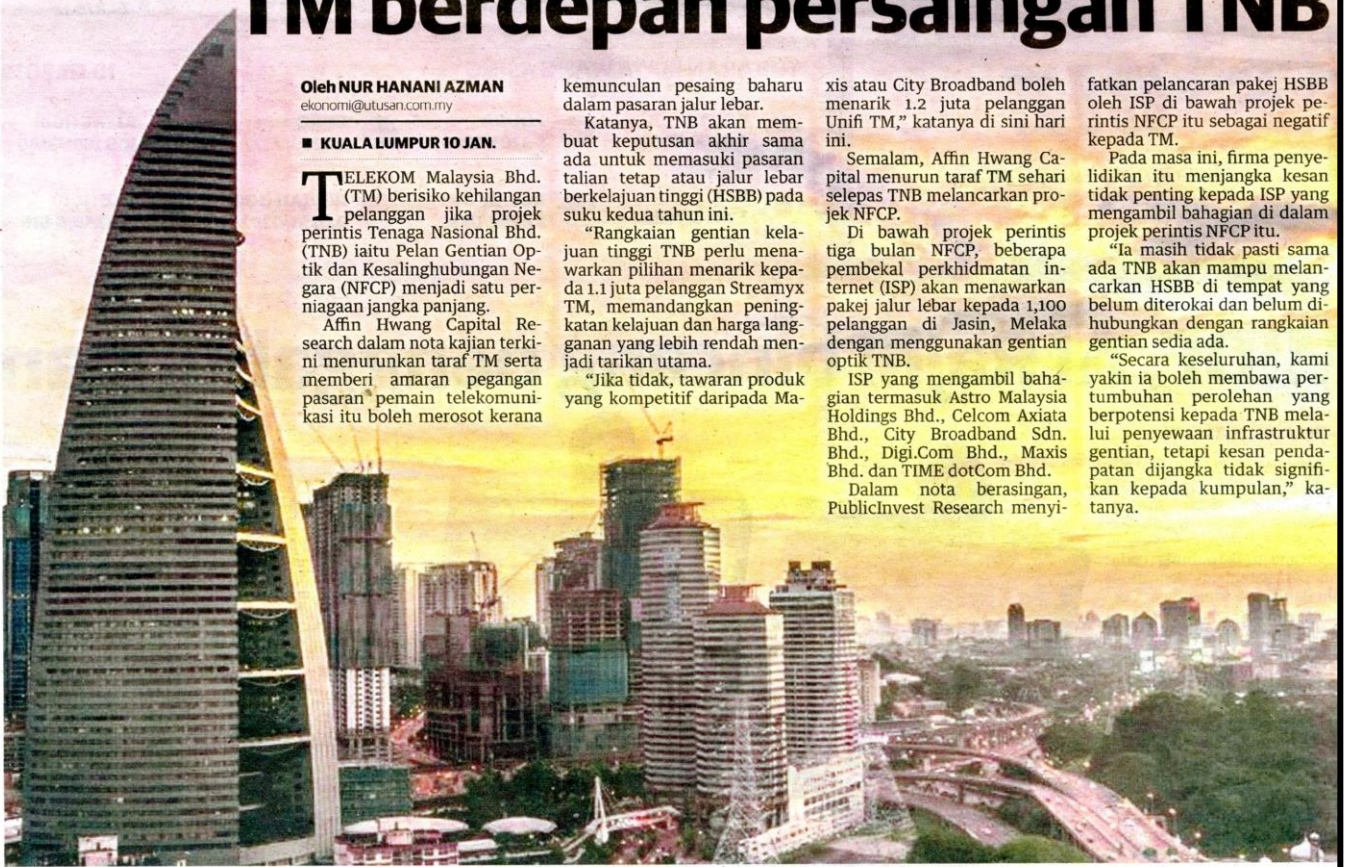 TM berdepan persaingan TNB
Oleh NUR HANANI AZMAN
ekonomi@utusan.com.my
■ KUALA LUMPUR 10 JAN.
TELEKOM Malaysia Bhd.
(TM) berisiko kehilangan
pelanggan jika projek
perintis Tenaga Nasional Bhd.
(TNB) iaitu Pelan Gentian Op-
tik dan Kesalinghubungan Ne-
gara (NFCP) menjadi satu per-
niagaan jangka panjang.
Affin Hwang Capital Re-
search dalam nota kajian terki-
ni menurunkan taraf TM serta
memberi amaran pegangan
pasaran pemain telekomuni-
kasi itu boleh merosot kerana
kemunculan pesaing baharu
dalam pasaran jalur lebar.
Katanya, TNB akan mem-
buat keputusan akhir sama
ada untuk memasuki pasaran
talian tetap atau jalur lebar
berkelajuan tinggi (HSBB) pada
suku kedua tahun ini.
“Rangkaian gentian kela-
juan tinggi TNB perlu mena-
warkan pilihan menarik kepa-
da 1.1 juta pelanggan Streamyx
TM, memandangkan pening-
katan kelajuan dan harga lang-
ganan yang lebih rendah men-
jadi tarikan utama.
“Jika tidak, tawaran produk
yang kompetitif daripada Ma-
xis atau City Broadband boleh
menarik 1.2 juta pelanggan
Unifi TM,” katanya di sini hari
ini.
Semalam, Affin Hwang Ca-
pital menurun taraf TM sehari
selepas TNB melancarkan pro-
jek NFCP.
Di bawah projek perintis
tiga bulan NFCP, beberapa
pembekal perkhidmatan in-
ternet (ISP) akan menawarkan
pakej jalur lebar kepada 1,100
pelanggan di Jasin, Melaka
dengan menggunakan gentian
optik TNB.
ISP yang mengambil baha-
gian termasuk Astro Malaysia
Holdings Bhd., Celcom Axiata
Bhd., City Broadband Sdn.
Bhd., Digi.Com Bhd., Maxis
Bhd. dan TIME dotCom Bhd.
Dalam nota berasingan,
PublicInvest Research menyi-
fatkan pelancaran pakej HSBB
oleh ISP di bawah projek pe-
rintis NFCP itu sebagai negatif
kepada TM.
Pada masa ini, firma penye-
lidikan itu menjangka kesan
tidak penting kepada ISP yang
mengambil bahagian di dalam
projek perintis NFCP itu.
“Ia masih tidak pasti sama
ada TNB akan mampu melan-
carkan HSBB di tempat yang
belum diterokai dan belum di-
hubungkan dengan rangkaian
gentian sedia ada.
“Secara keseluruhan, kami
yakin ia boleh membawa per-
tumbuhan perolehan yang
berpotensi kepada TNB mela-
lui penyewaan infrastruktur
gentian, tetapi kesan penda-
patan dijangka tidak signifi-
kan kepada kumpulan,” ka-
tanya.